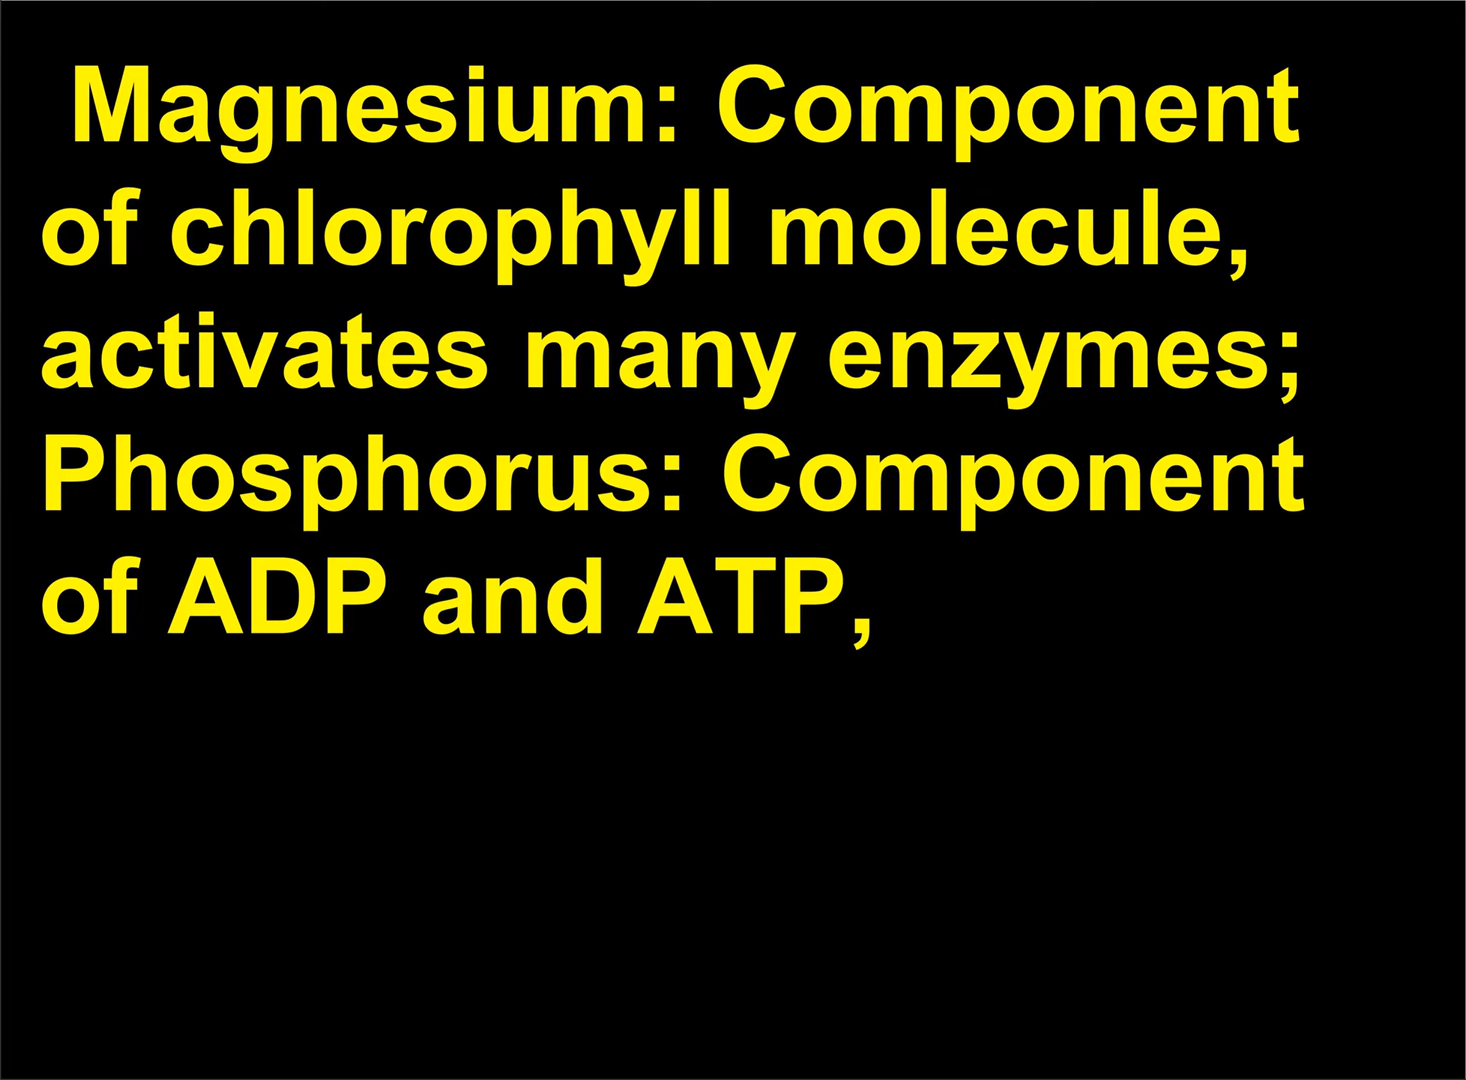 Magnesium: Component
of chlorophyll molecule,
activates many enzymes;
Phosphorus: Component
of ADP and ATP,